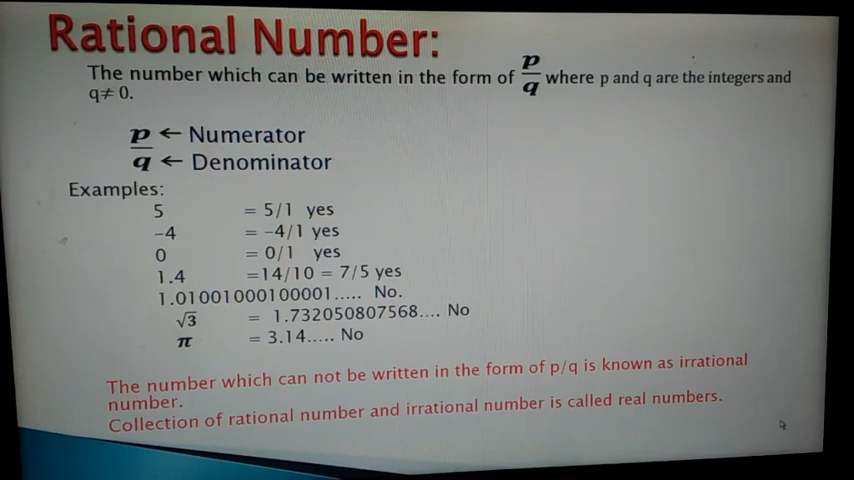 Rational Number:
The number which can be written in the form of p/q where p and q are the integers and
q≠ 0.
p ← Numerator
q ← Denominator
Examples:
5 = 5/1 yes
-4 = -4/1 yes
0 = 0/1 yes
1.4 =14/10 = 7/5 yes
1.01001000100001..... No.
√3 = 1.732050807568.... No
π = 3.14..... No
The number which can not be written in the form of p/q is known as irrational
number.
Collection of rational number and irrational number is called real numbers.